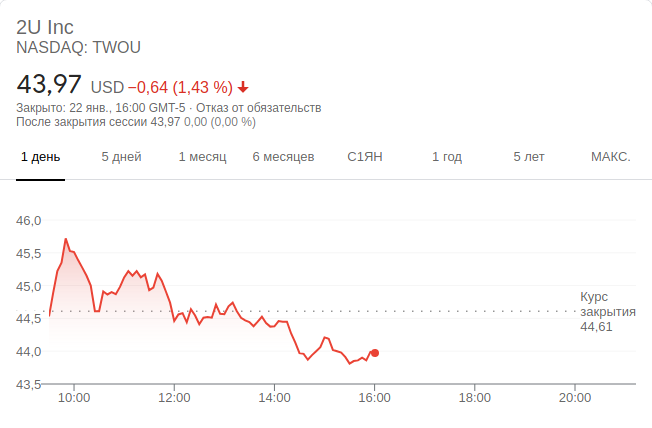 2U Inc
NASDAQ: TWOU
43,97 USD −0,64 (1,43 %)
Закрыто: 22 янв., 16:00 GMT-5 · Отказ от обязательств
После закрытия сессии 43,97 0,00 (0,00 %)
1 день 5 дней 1 месяц 6 месяцев С1ЯН 1 год 5 лет МАКС.
46,0
45,5
45,0
Курс
закрытия
44,61
44,5
44,0
43,5
10:00 12:00 14:00 16:00 18:00 20:00